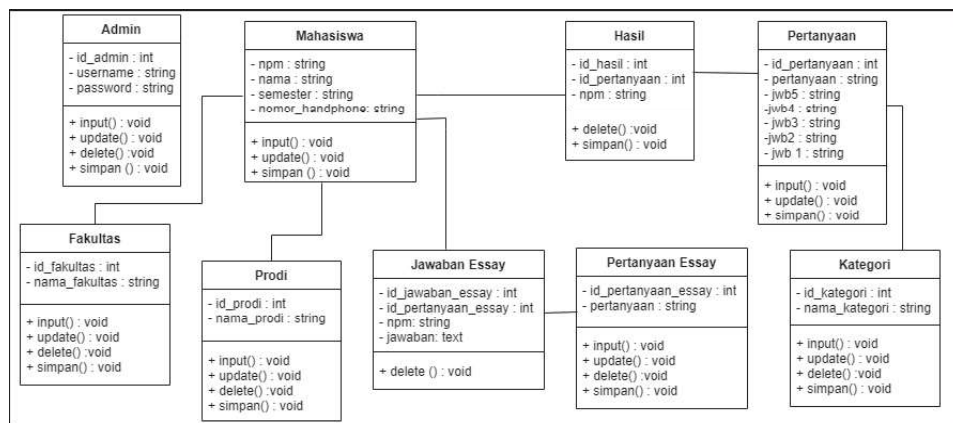 Admin
- id_admin : int
- username : string
- password : string
+ input() : void
+ update() : void
+ delete() :void
+ simpan () : void
Mahasiswa
- npm : string
- nama : string
- semester : string
- nomor_handphone: string
+ input() : void
+ update() : void
+ simpan () : void
Hasil
- id_hasil : int
- id_pertanyaan : int
- npm : string
+ delete() :void
+ simpan() : void
Pertanyaan
- id_pertanyaan : int
- pertanyaan : string
- jwb5 : string
-jwb4 : string
- jwb3 : string
-jwb2 : string
- jwb 1 : string
+ input() : void
+ update() : void
+ simpan() : void
Fakultas
- id_fakultas : int
- nama_fakultas : string
+ input() : void
+ update() : void
+ delete() :void
+ simpan() : void
Prodi
- id_prodi : int
- nama_prodi : string
+ input() : void
+ update() : void
+ delete() :void
+ simpan() : void
Jawaban Essay
- id_jawaban_essay : int
- id_pertanyaan_essay : int
- npm: string
- jawaban: text
+ delete () : void
Pertanyaan Essay
- id_pertanyaan_essay : int
- pertanyaan : string
+ input() : void
+ update() : void
+ delete() :void
+ simpan() : void
Kategori
- id_kategori : int
- nama_kategori : string
+ input() : void
+ update() : void
+ delete() :void
+ simpan() : void